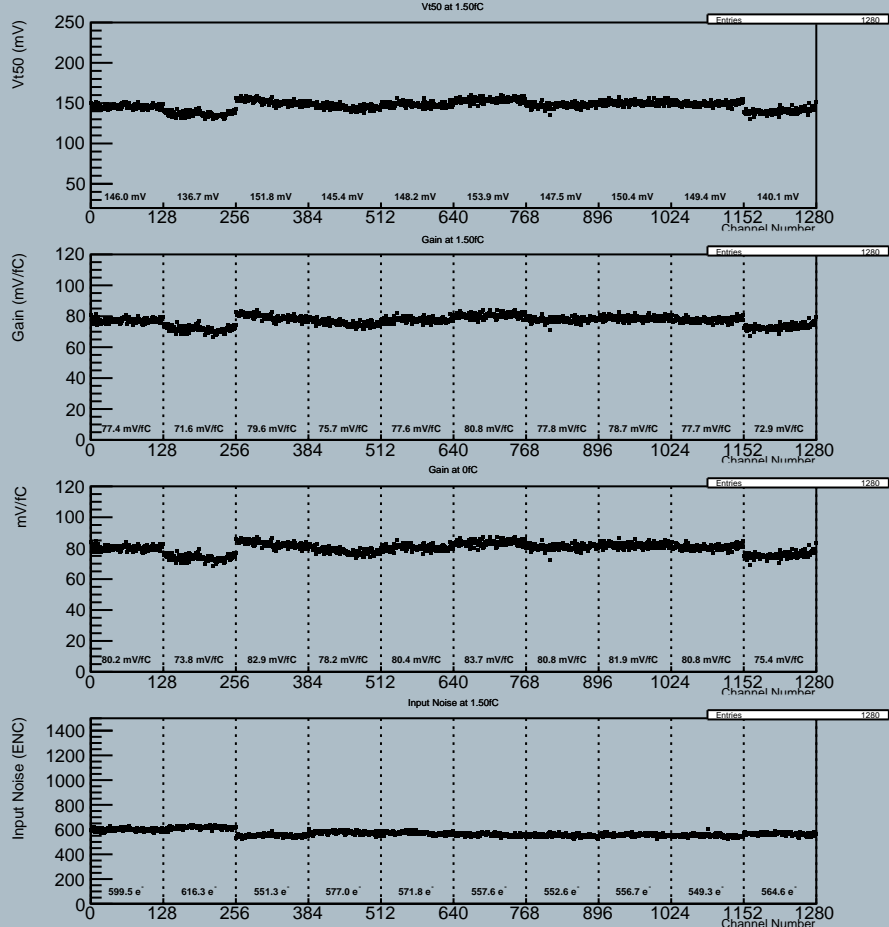 Vt50 at 1.50fC
Entries 1280
Vt50 (mV)
250
200
150
100
50
146.0 mV 136.7 mV 151.8 mV 145.4 mV 148.2 mV 153.9 mV 147.5 mV 150.4 mV 149.4 mV 140.1 mV
0 128 256 384 512 640 768 896 1024 1152 1280
Channel Number
Gain at 1.50fC
Entries 1280
Gain (mV/fC)
120
100
80
60
40
20
0
77.4 mV/fC 71.6 mV/fC 79.6 mV/fC 75.7 mV/fC 77.6 mV/fC 80.8 mV/fC 77.8 mV/fC 78.7 mV/fC 77.7 mV/fC 72.9 mV/fC
0 128 256 384 512 640 768 896 1024 1152 1280
Channel Number
Gain at 0fC
Entries 1280
mV/fC
120
100
80
60
40
20
0
80.2 mV/fC 73.8 mV/fC 82.9 mV/fC 78.2 mV/fC 80.4 mV/fC 83.7 mV/fC 80.8 mV/fC 81.9 mV/fC 80.8 mV/fC 75.4 mV/fC
0 128 256 384 512 640 768 896 1024 1152 1280
Channel Number
Input Noise at 1.50fC
Entries 1280
Input Noise (ENC)
1400
1200
1000
800
600
400
200
0
599.5 e⁻ 616.3 e⁻ 551.3 e⁻ 577.0 e⁻ 571.8 e⁻ 557.6 e⁻ 552.6 e⁻ 556.7 e⁻ 549.3 e⁻ 564.6 e⁻
0 128 256 384 512 640 768 896 1024 1152 1280
Channel Number